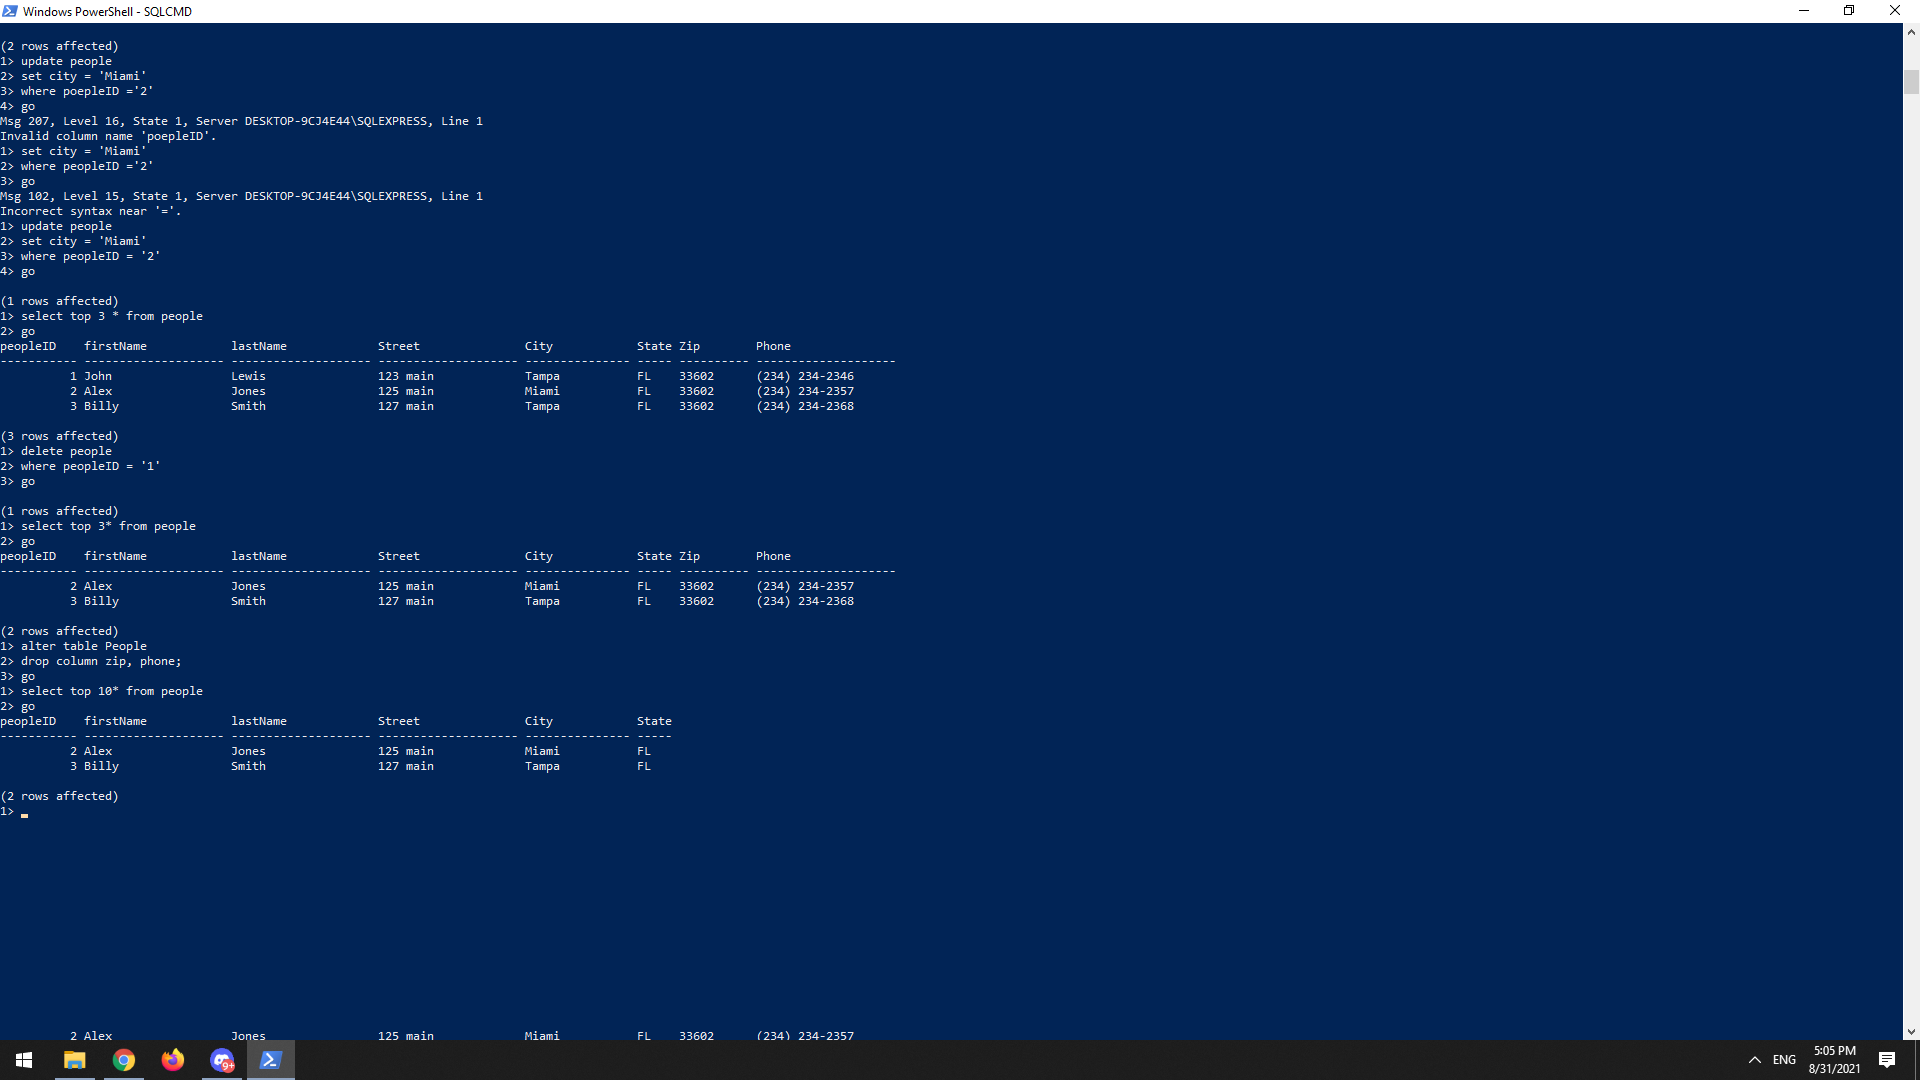 Windows PowerShell - SQLCMD
(2 rows affected)
1> update people
2> set city = 'Miami'
3> where poepleID ='2'
4> go
Msg 207, Level 16, State 1, Server DESKTOP-9CJ4E44\SQLEXPRESS, Line 1
Invalid column name 'poepleID'.
1> set city = 'Miami'
2> where peopleID ='2'
3> go
Msg 102, Level 15, State 1, Server DESKTOP-9CJ4E44\SQLEXPRESS, Line 1
Incorrect syntax near '='.
1> update people
2> set city = 'Miami'
3> where peopleID = '2'
4> go
(1 rows affected)
1> select top 3 * from people
2> go
peopleID firstName lastName Street City State Zip Phone
----------- -------------------- -------------------- -------------------- --------------- ----- ---------- --------------------
1 John Lewis 123 main Tampa FL 33602 (234) 234-2346
2 Alex Jones 125 main Miami FL 33602 (234) 234-2357
3 Billy Smith 127 main Tampa FL 33602 (234) 234-2368
(3 rows affected)
1> delete people
2> where peopleID = '1'
3> go
(1 rows affected)
1> select top 3* from people
2> go
peopleID firstName lastName Street City State Zip Phone
----------- -------------------- -------------------- -------------------- --------------- ----- ---------- --------------------
2 Alex Jones 125 main Miami FL 33602 (234) 234-2357
3 Billy Smith 127 main Tampa FL 33602 (234) 234-2368
(2 rows affected)
1> alter table People
2> drop column zip, phone;
3> go
1> select top 10* from people
2> go
peopleID firstName lastName Street City State
----------- -------------------- -------------------- -------------------- --------------- -----
2 Alex Jones 125 main Miami FL
3 Billy Smith 127 main Tampa FL
(2 rows affected)
1>
2 Alex Jones 125 main Miami FL 33602 (234) 234-2357
9+
ENG
5:05 PM
8/31/2021